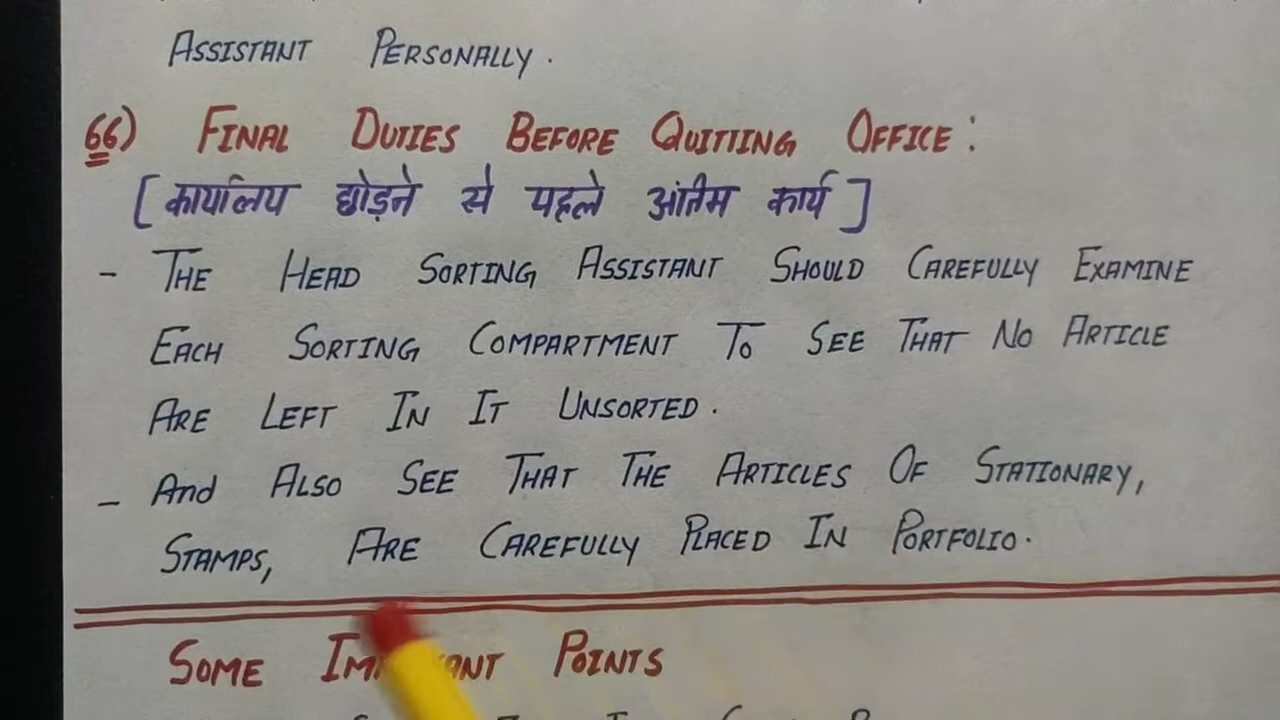 ASSISTANT PERSONALLY.
66) FINAL DUTIES BEFORE QUITTING OFFICE:
[कार्यालय छोड़ने से पहले अंतिम कार्य]
- THE HEAD SORTING ASSISTANT SHOULD CAREFULLY EXAMINE
EACH SORTING COMPARTMENT TO SEE THAT NO ARTICLE
ARE LEFT IN IT UNSORTED.
- AND ALSO SEE THAT THE ARTICLES OF STATIONARY,
STAMPS, ARE CAREFULLY PLACED IN PORTFOLIO.
SOME POINTS